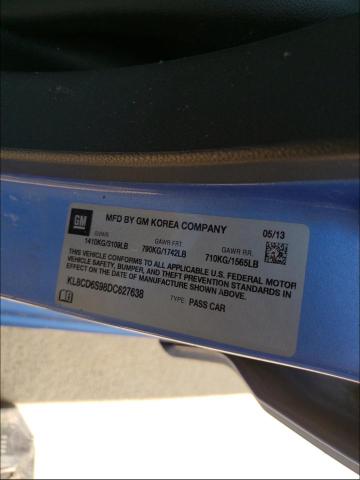 GM
MFD BY GM KOREA COMPANY 05/13
GVWR GAWR FRT. GAWR RR.
1410KG/3109LB 790KG/1742LB 710KG/1565LB
THIS VEHICLE CONFORMS TO ALL APPLICABLE U.S. FEDERAL MOTOR
VEHICLE SAFETY, BUMPER, AND THEFT PREVENTION STANDARDS IN
EFFECT ON THE DATE OF MANUFACTURE SHOWN ABOVE.
KL8CD6S98DC627638 TYPE: PASS CAR